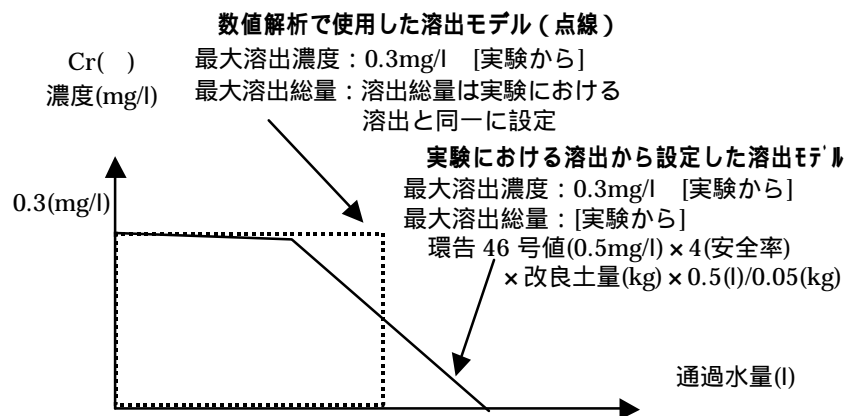 数値解析で使用した溶出モデル（点線）
Cr(　)
濃度(mg/l)
最大溶出濃度：0.3mg/l　[実験から]
最大溶出総量：溶出総量は実験における
溶出と同一に設定
実験における溶出から設定した溶出ﾓﾃﾞﾙ
0.3(mg/l)
最大溶出濃度：0.3mg/l　[実験から]
最大溶出総量：[実験から]
環告 46 号値(0.5mg/l)×4(安全率)
×改良土量(kg)×0.5(l)/0.05(kg)
通過水量(l)